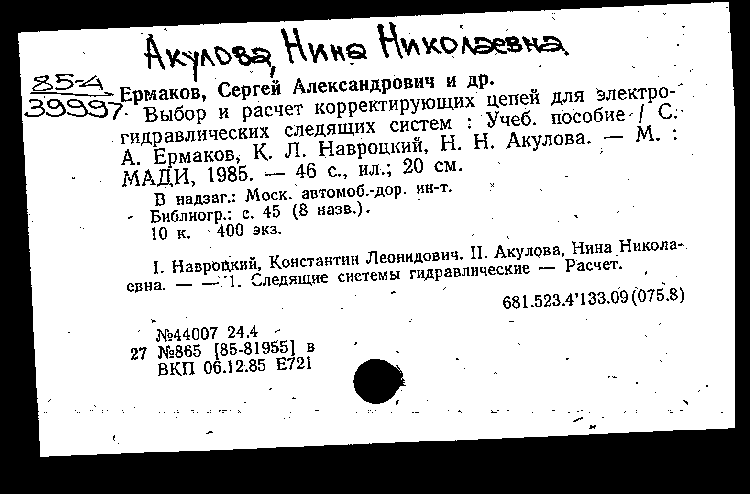 Акулова, Нина Николаевна
85-4
39997
Ермаков, Сергей Александрович и др.
Выбор и расчет корректирующих цепей для электро-
гидравлических следящих систем : Учеб. пособие / С.
А. Ермаков, К. Л. Навроцкий, Н. Н. Акулова. — М. :
МАДИ, 1985. — 46 с., ил.; 20 см.
В надзаг.: Моск. автомоб.-дор. ин-т.
Библиогр.: с. 45 (8 назв.).
10 к. 400 экз.
I. Навроцкий, Константин Леонидович. II. Акулова, Нина Никола-
евна. — — 1. Следящие системы гидравлические — Расчет.
681.523.4'133.09(075.8)
№44007 24.4
27 №865 [85-81955] в
ВКП 06.12.85 Е721